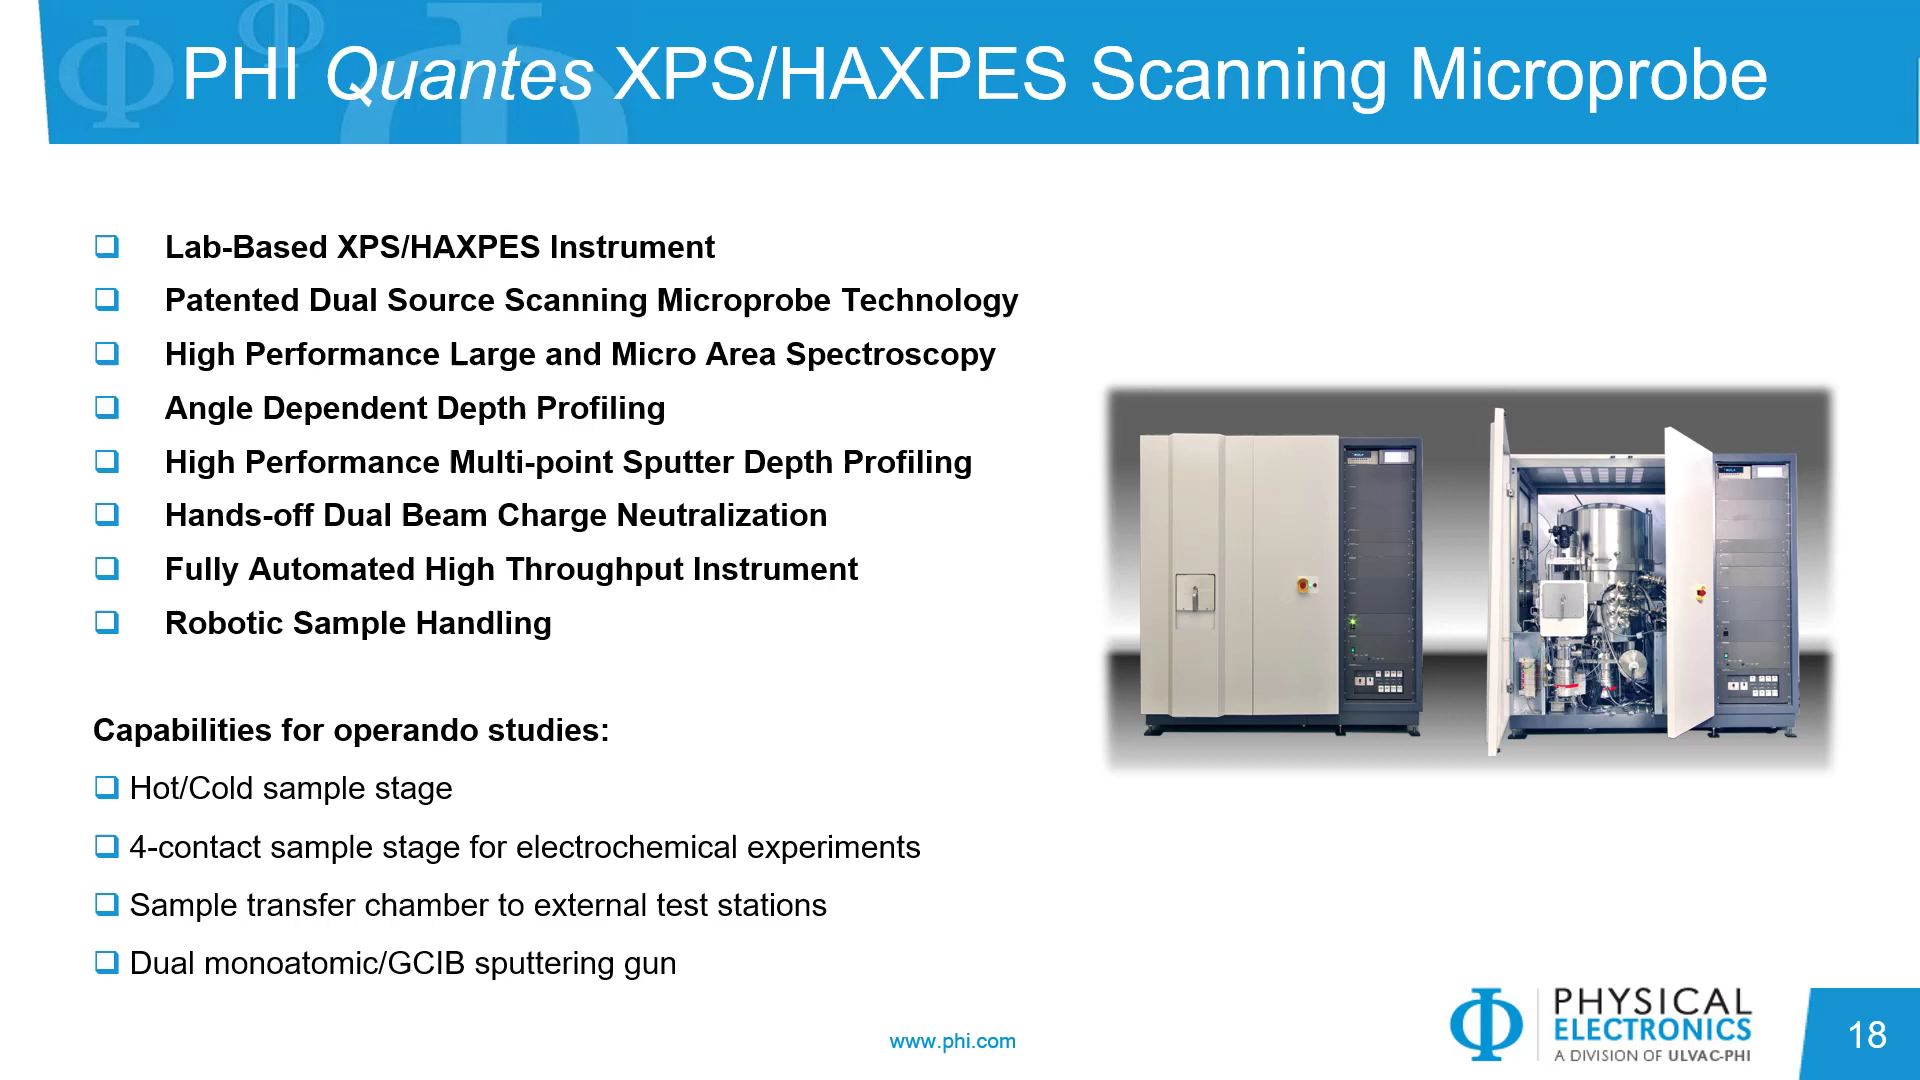 PHI Quantes XPS/HAXPES Scanning Microprobe
Lab-Based XPS/HAXPES Instrument
Patented Dual Source Scanning Microprobe Technology
High Performance Large and Micro Area Spectroscopy
Angle Dependent Depth Profiling
High Performance Multi-point Sputter Depth Profiling
Hands-off Dual Beam Charge Neutralization
Fully Automated High Throughput Instrument
Robotic Sample Handling
Capabilities for operando studies:
Hot/Cold sample stage
4-contact sample stage for electrochemical experiments
Sample transfer chamber to external test stations
Dual monoatomic/GCIB sputtering gun
www.phi.com
PHYSICAL
ELECTRONICS
A DIVISION OF ULVAC-PHI
18